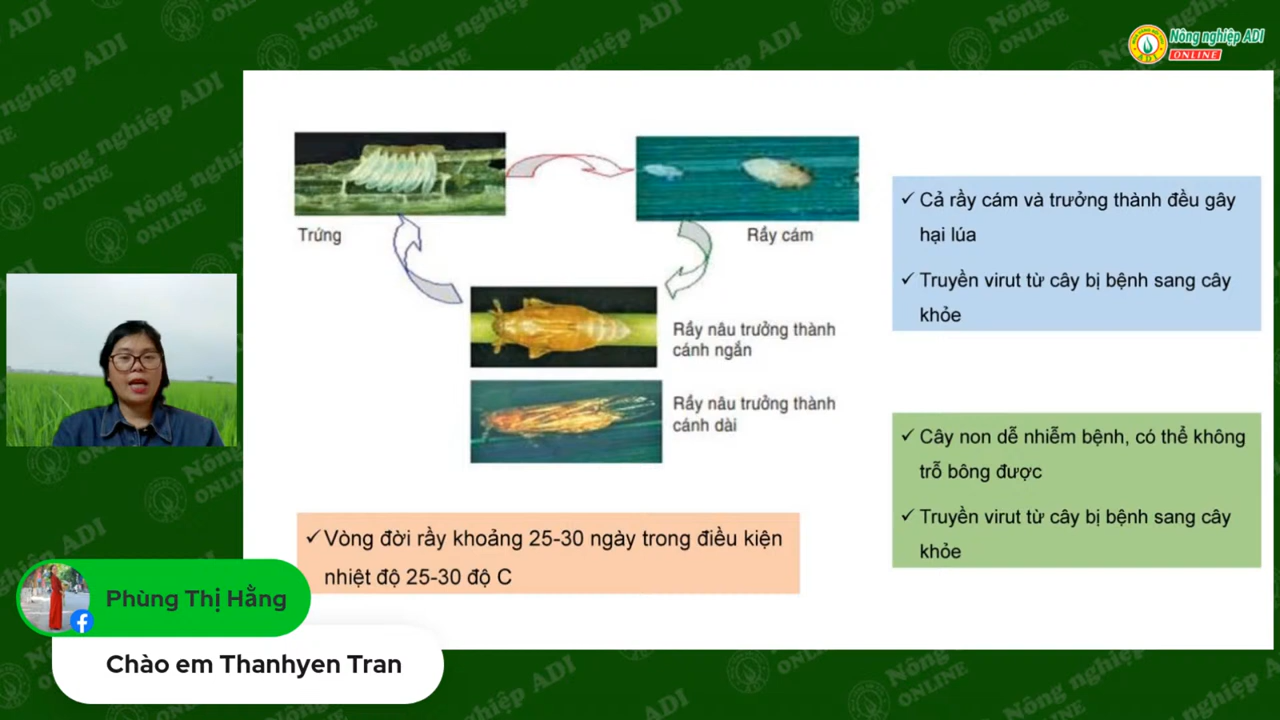 Nông nghiệp ADI
ONLINE
Trứng
Rầy cám
Rầy nâu trưởng thành
cánh ngắn
Rầy nâu trưởng thành
cánh dài
✓ Vòng đời rầy khoảng 25-30 ngày trong điều kiện
nhiệt độ 25-30 độ C
✓ Cả rầy cám và trưởng thành đều gây
hại lúa
✓ Truyền virut từ cây bị bệnh sang cây
khỏe
✓ Cây non dễ nhiễm bệnh, có thể không
trỗ bông được
✓ Truyền virut từ cây bị bệnh sang cây
khỏe
Phùng Thị Hằng
Chào em Thanhyen Tran